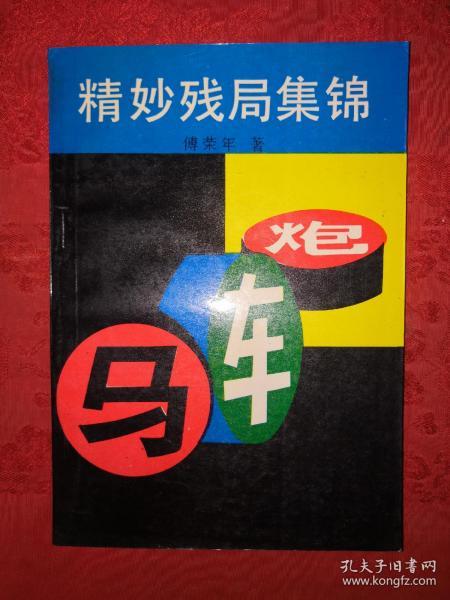 精妙残局集锦
傅荣年 著
炮
车
马
孔夫子旧书网
www.kongfz.com